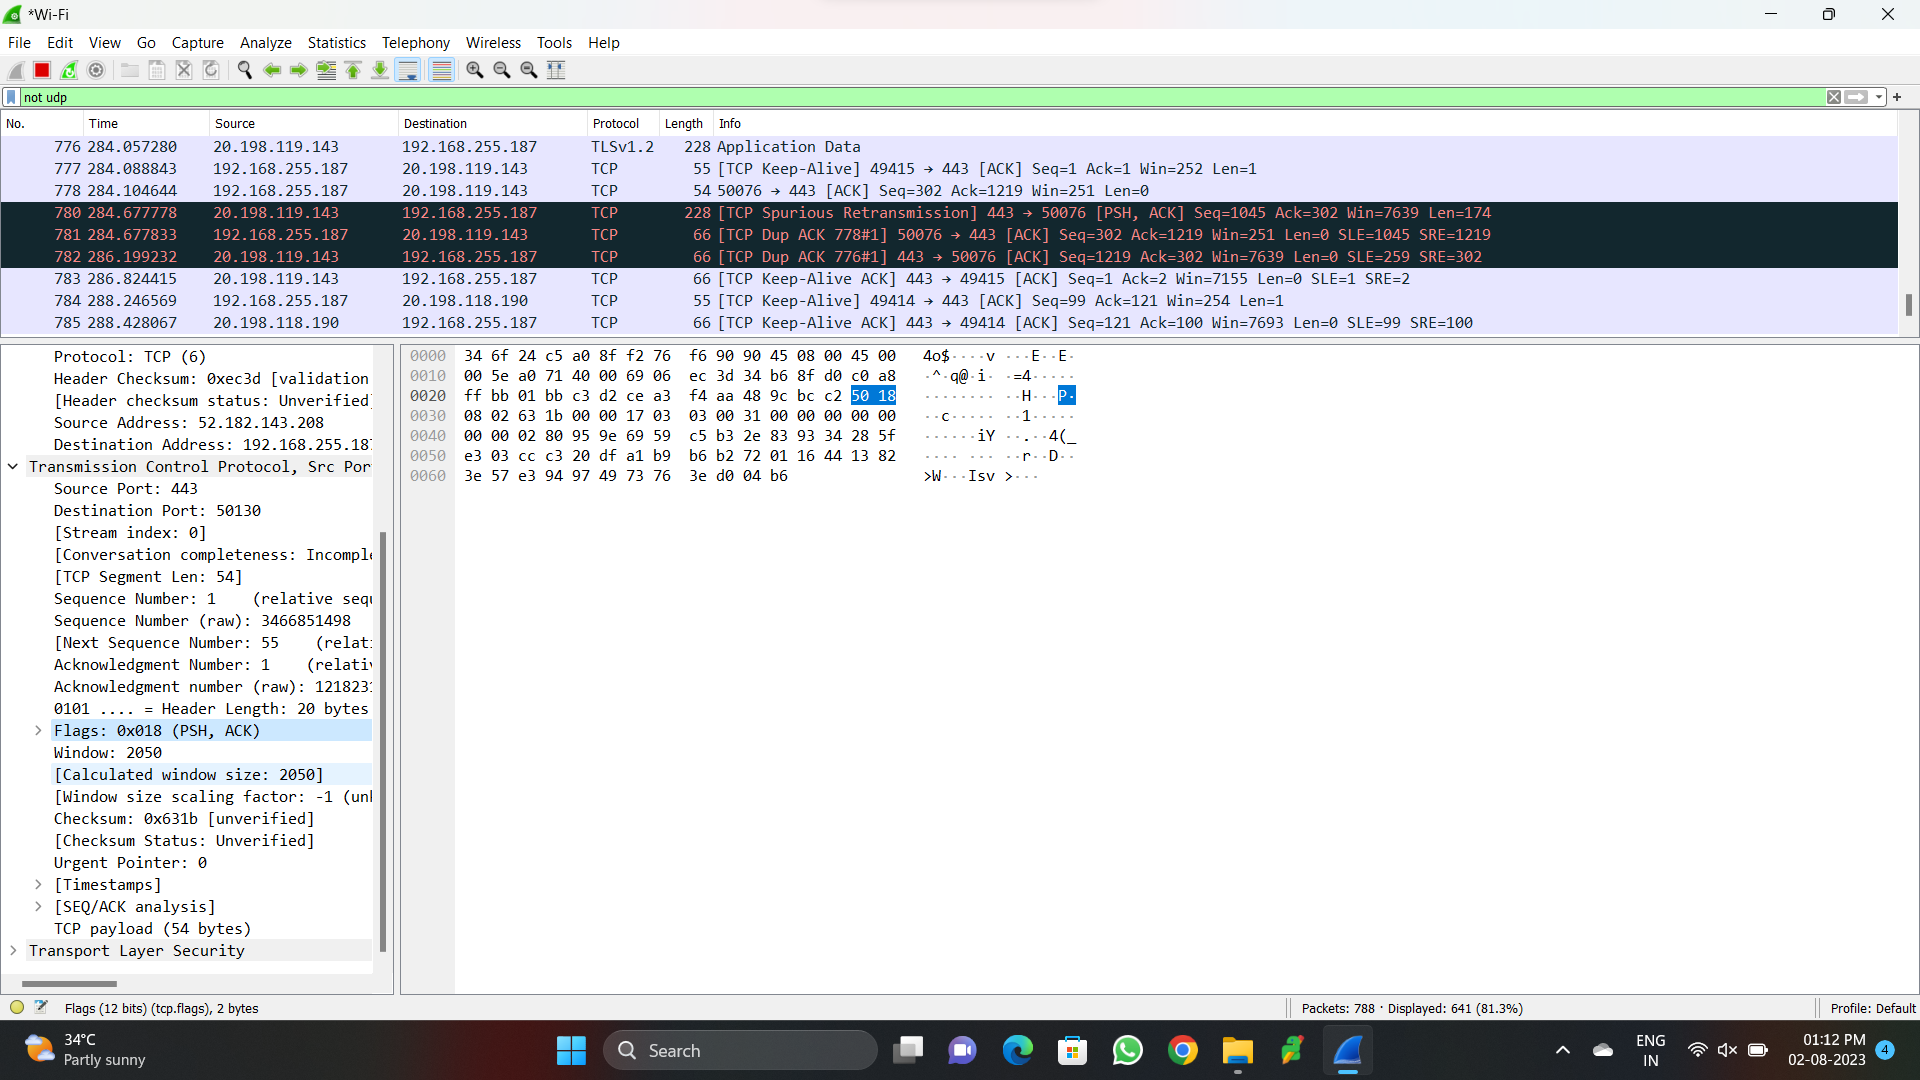 *Wi-Fi
File Edit View Go Capture Analyze Statistics Telephony Wireless Tools Help
not udp
No. Time Source Destination Protocol Length Info
776 284.057280 20.198.119.143 192.168.255.187 TLSv1.2 228 Application Data
777 284.088843 192.168.255.187 20.198.119.143 TCP 55 [TCP Keep-Alive] 49415 → 443 [ACK] Seq=1 Ack=1 Win=252 Len=1
778 284.104644 192.168.255.187 20.198.119.143 TCP 54 50076 → 443 [ACK] Seq=302 Ack=1219 Win=251 Len=0
780 284.677778 20.198.119.143 192.168.255.187 TCP 228 [TCP Spurious Retransmission] 443 → 50076 [PSH, ACK] Seq=1045 Ack=302 Win=7639 Len=174
781 284.677833 192.168.255.187 20.198.119.143 TCP 66 [TCP Dup ACK 778#1] 50076 → 443 [ACK] Seq=302 Ack=1219 Win=251 Len=0 SLE=1045 SRE=1219
782 286.199232 20.198.119.143 192.168.255.187 TCP 66 [TCP Dup ACK 776#1] 443 → 50076 [ACK] Seq=1219 Ack=302 Win=7639 Len=0 SLE=259 SRE=302
783 286.824415 20.198.119.143 192.168.255.187 TCP 66 [TCP Keep-Alive ACK] 443 → 49415 [ACK] Seq=1 Ack=2 Win=7155 Len=0 SLE=1 SRE=2
784 288.246569 192.168.255.187 20.198.118.190 TCP 55 [TCP Keep-Alive] 49414 → 443 [ACK] Seq=99 Ack=121 Win=254 Len=1
785 288.428067 20.198.118.190 192.168.255.187 TCP 66 [TCP Keep-Alive ACK] 443 → 49414 [ACK] Seq=121 Ack=100 Win=7693 Len=0 SLE=99 SRE=100
Protocol: TCP (6)
Header Checksum: 0xec3d [validation
[Header checksum status: Unverified]
Source Address: 52.182.143.208
Destination Address: 192.168.255.187
Transmission Control Protocol, Src Por
Source Port: 443
Destination Port: 50130
[Stream index: 0]
[Conversation completeness: Incomple
[TCP Segment Len: 54]
Sequence Number: 1 (relative sequ
Sequence Number (raw): 3466851498
[Next Sequence Number: 55 (relati
Acknowledgment Number: 1 (relativ
Acknowledgment number (raw): 1218231
0101 .... = Header Length: 20 bytes
Flags: 0x018 (PSH, ACK)
Window: 2050
[Calculated window size: 2050]
[Window size scaling factor: -1 (unk
Checksum: 0x631b [unverified]
[Checksum Status: Unverified]
Urgent Pointer: 0
[Timestamps]
[SEQ/ACK analysis]
TCP payload (54 bytes)
Transport Layer Security
0000 34 6f 24 c5 a0 8f f2 76 f6 90 90 45 08 00 45 00 4o$····v ···E··E·
0010 00 5e a0 71 40 00 69 06 ec 3d 34 b6 8f d0 c0 a8 ·^·q@·i· ·=4·····
0020 ff bb 01 bb c3 d2 ce a3 f4 aa 48 9c bc c2 50 18 ········ ··H···P·
0030 08 02 63 1b 00 00 17 03 03 00 31 00 00 00 00 00 ··c····· ··1·····
0040 00 00 02 80 95 9e 69 59 c5 b3 2e 83 93 34 28 5f ······iY ··.··4(_
0050 e3 03 cc c3 20 df a1 b9 b6 b2 72 01 16 44 13 82 ···· ··· ··r··D··
0060 3e 57 e3 94 97 49 73 76 3e d0 04 b6 >W···Isv >···
Flags (12 bits) (tcp.flags), 2 bytes
Packets: 788 · Displayed: 641 (81.3%)
Profile: Default
34°C
Partly sunny
Search
ENG
IN
01:12 PM
02-08-2023
4